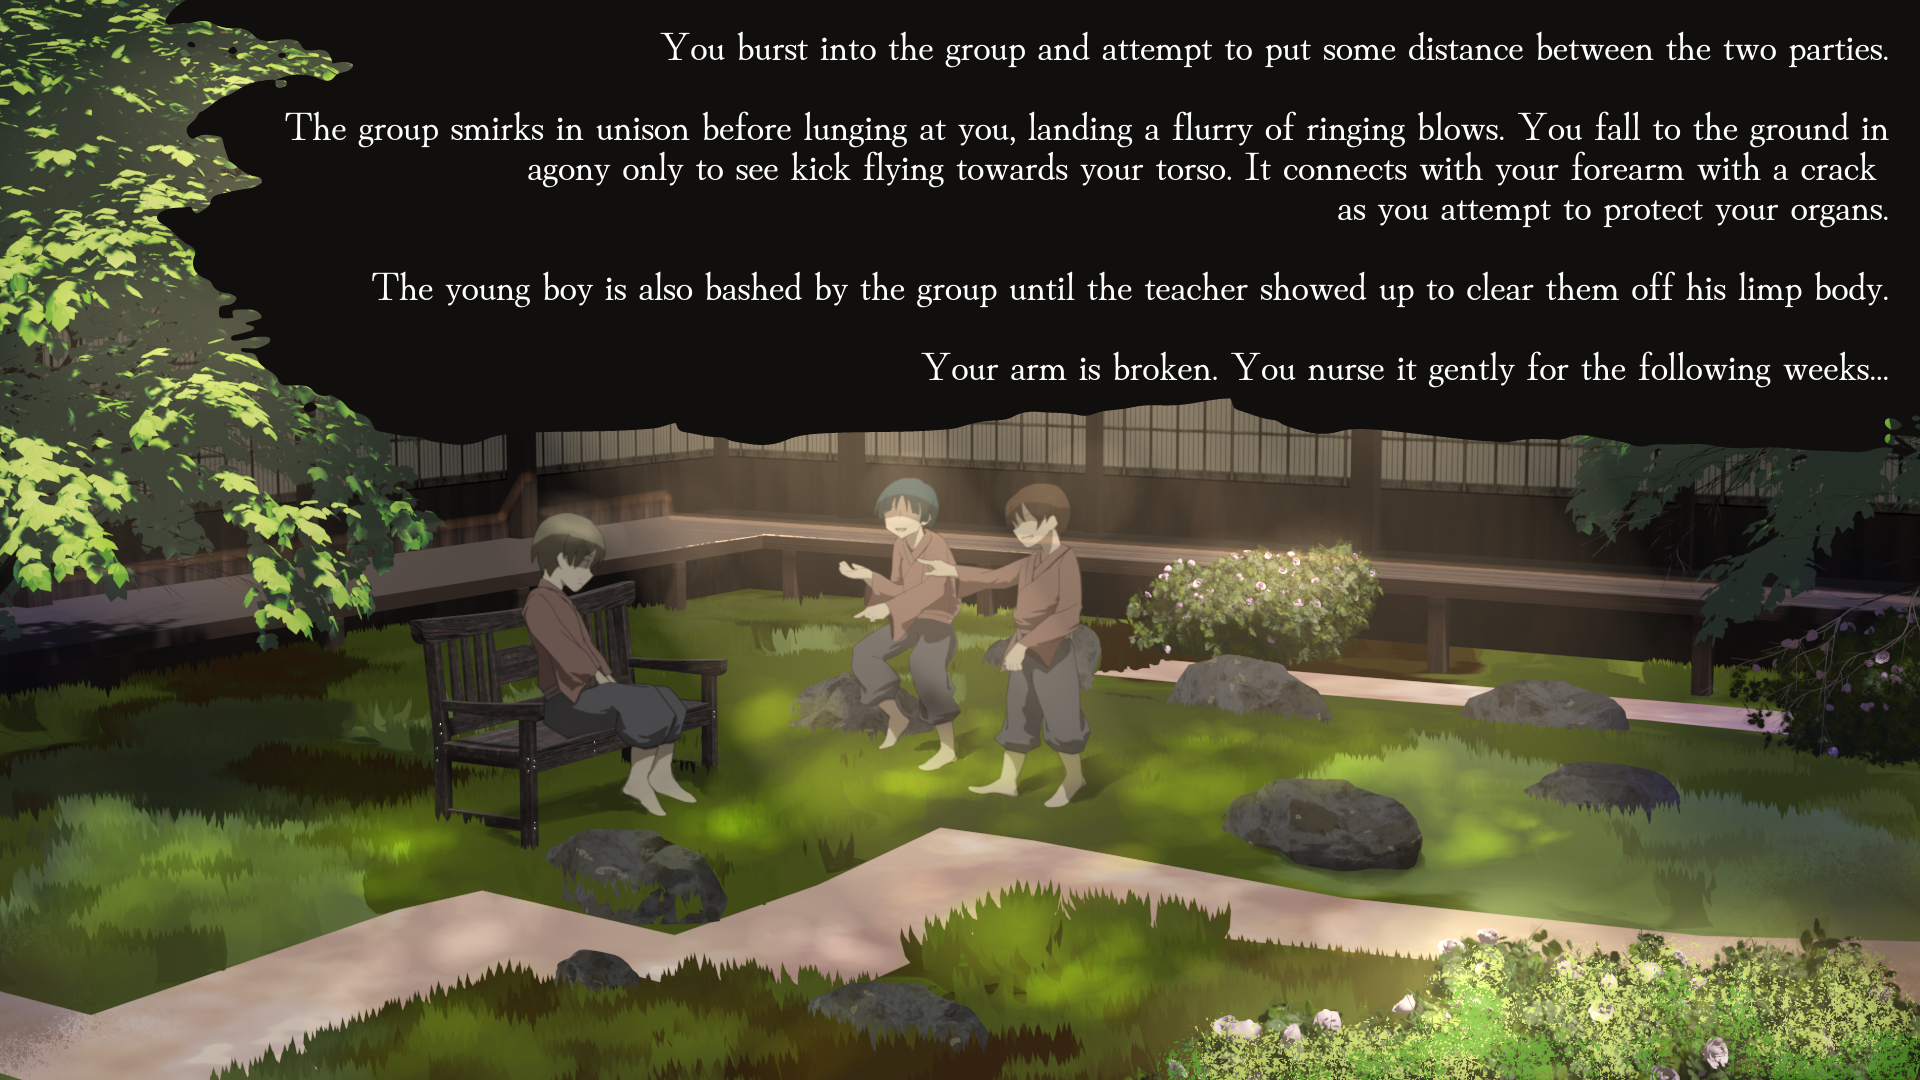 You burst into the group and attempt to put some distance between the two parties.
The group smirks in unison before lunging at you, landing a flurry of ringing blows. You fall to the ground in
agony only to see kick flying towards your torso. It connects with your forearm with a crack
as you attempt to protect your organs.
The young boy is also bashed by the group until the teacher showed up to clear them off his limp body.
Your arm is broken. You nurse it gently for the following weeks...